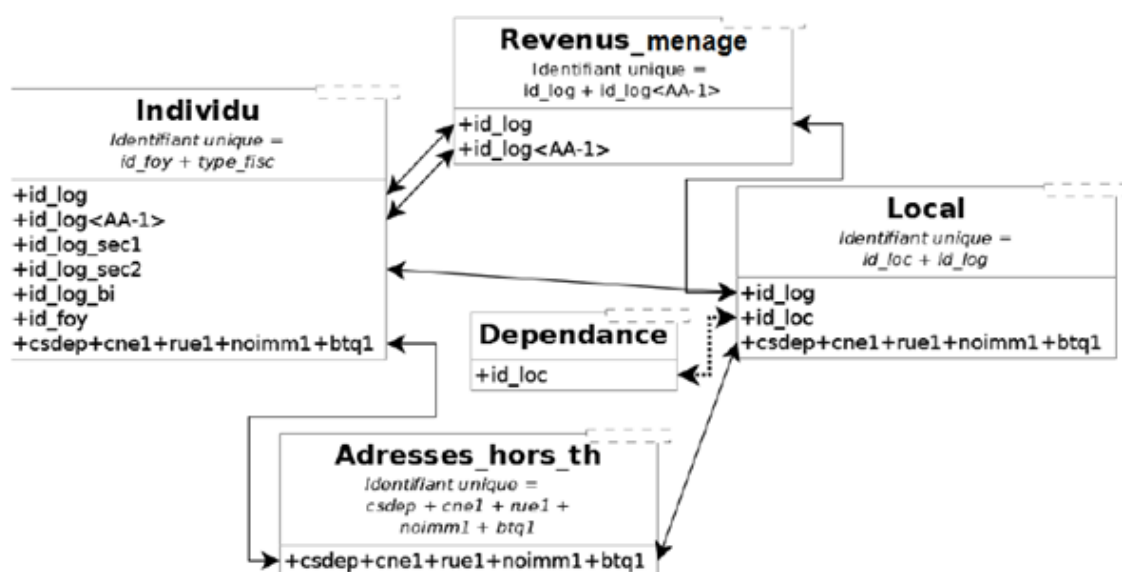 Revenus_menage
Identifiant unique =
id_log + id_log<AA-1>
+id_log
+id_log<AA-1>
Individu
Identifiant unique =
id_foy + type_fisc
+id_log
+id_log<AA-1>
+id_log_sec1
+id_log_sec2
+id_log_bi
+id_foy
+csdep+cne1+rue1+noimm1+btq1
Local
Identifiant unique =
id_loc + id_log
+id_log
+id_loc
+csdep+cne1+rue1+noimm1+btq1
Dependance
+id_loc
Adresses_hors_th
Identifiant unique =
csdep + cne1 + rue1 +
noimm1 + btq1
+csdep+cne1+rue1+noimm1+btq1